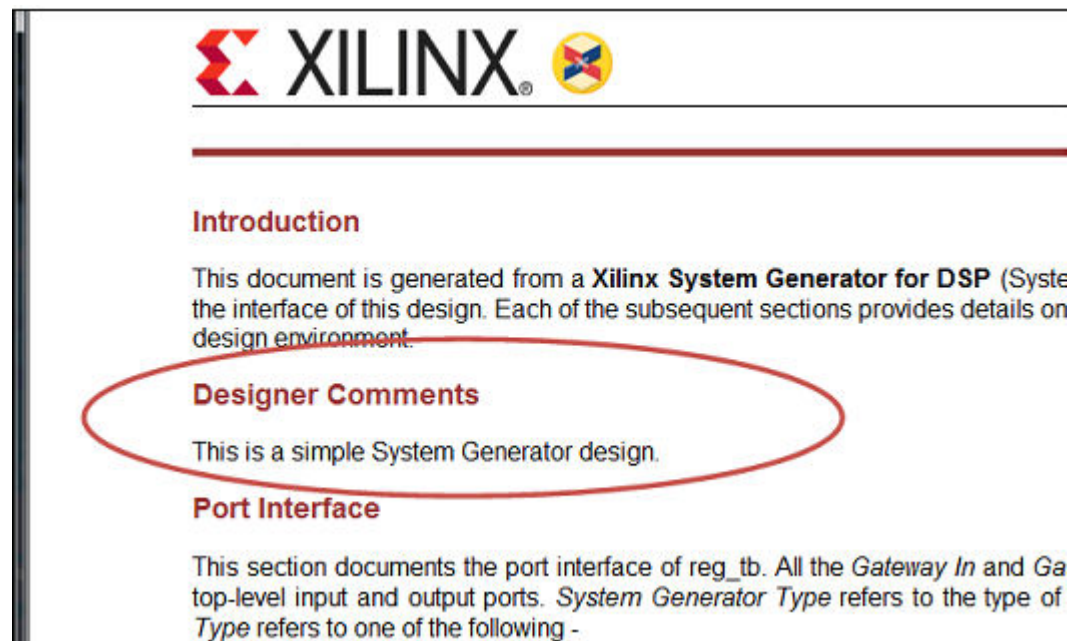 XILINX®
Introduction
This document is generated from a Xilinx System Generator for DSP (Syste
the interface of this design. Each of the subsequent sections provides details on
design environment.
Designer Comments
This is a simple System Generator design.
Port Interface
This section documents the port interface of reg_tb. All the Gateway In and Ga
top-level input and output ports. System Generator Type refers to the type of
Type refers to one of the following -